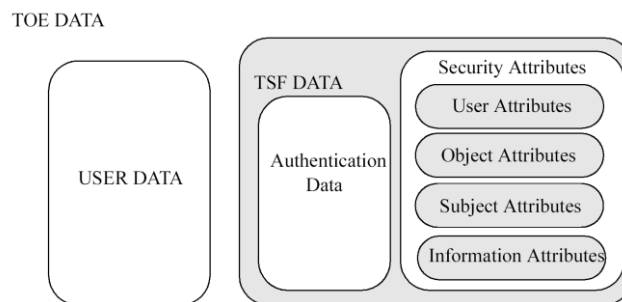 TOE DATA
Security Attributes
TSF DATA
User Attributes
Authentication
Data
Object Attributes
USER DATA
Subject Attributes
Information Attributes